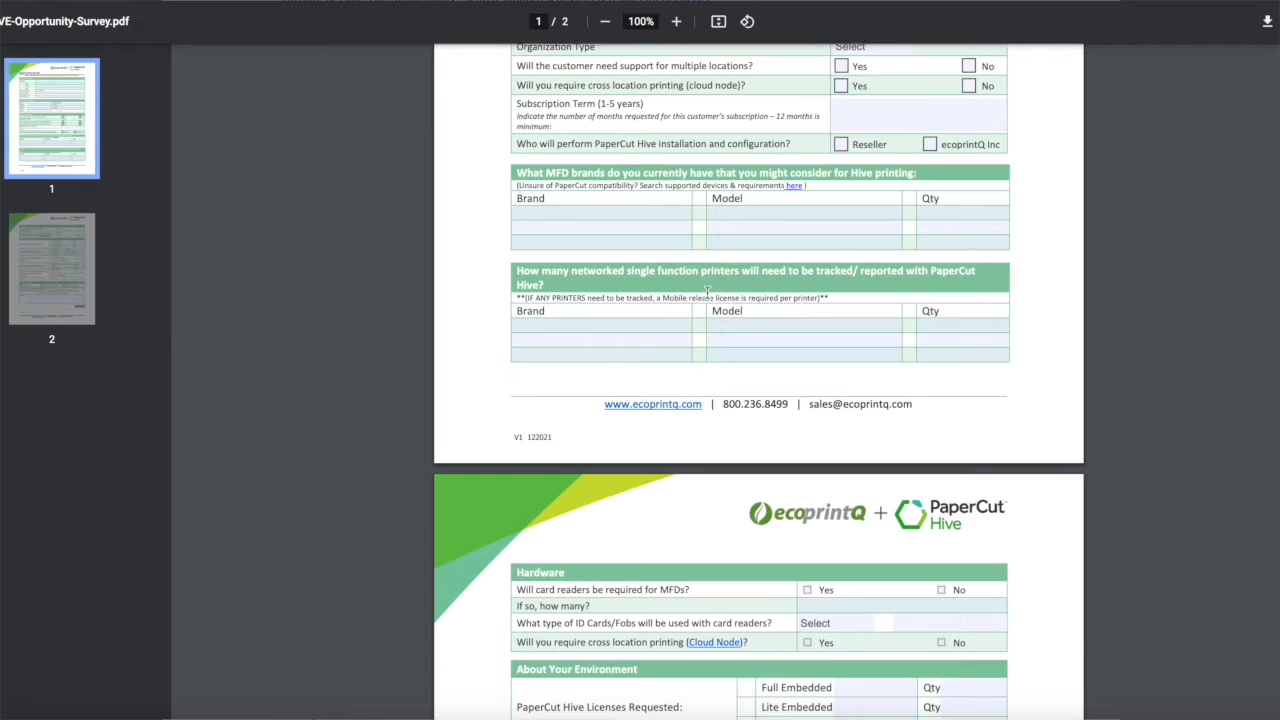 VE-Opportunity-Survey.pdf
1 / 2
100%
1
2
Organization Type Select
Will the customer need support for multiple locations? Yes No
Will you require cross location printing (cloud node)? Yes No
Subscription Term (1-5 years)
Indicate the number of months requested for this customer's subscription – 12 months is
minimum:
Who will perform PaperCut Hive installation and configuration? Reseller ecoprintQ Inc
What MFD brands do you currently have that you might consider for Hive printing:
(Unsure of PaperCut compatibility? Search supported devices & requirements here )
Brand Model Qty
How many networked single function printers will need to be tracked/ reported with PaperCut
Hive?
**(IF ANY PRINTERS need to be tracked, a Mobile release license is required per printer)**
Brand Model Qty
www.ecoprintq.com | 800.236.8499 | sales@ecoprintq.com
V1 122021
ecoprintQ + PaperCut
Hive
Hardware
Will card readers be required for MFDs? Yes No
If so, how many?
What type of ID Cards/Fobs will be used with card readers? Select
Will you require cross location printing (Cloud Node)? Yes No
About Your Environment
Full Embedded Qty
PaperCut Hive Licenses Requested:
Lite Embedded Qty